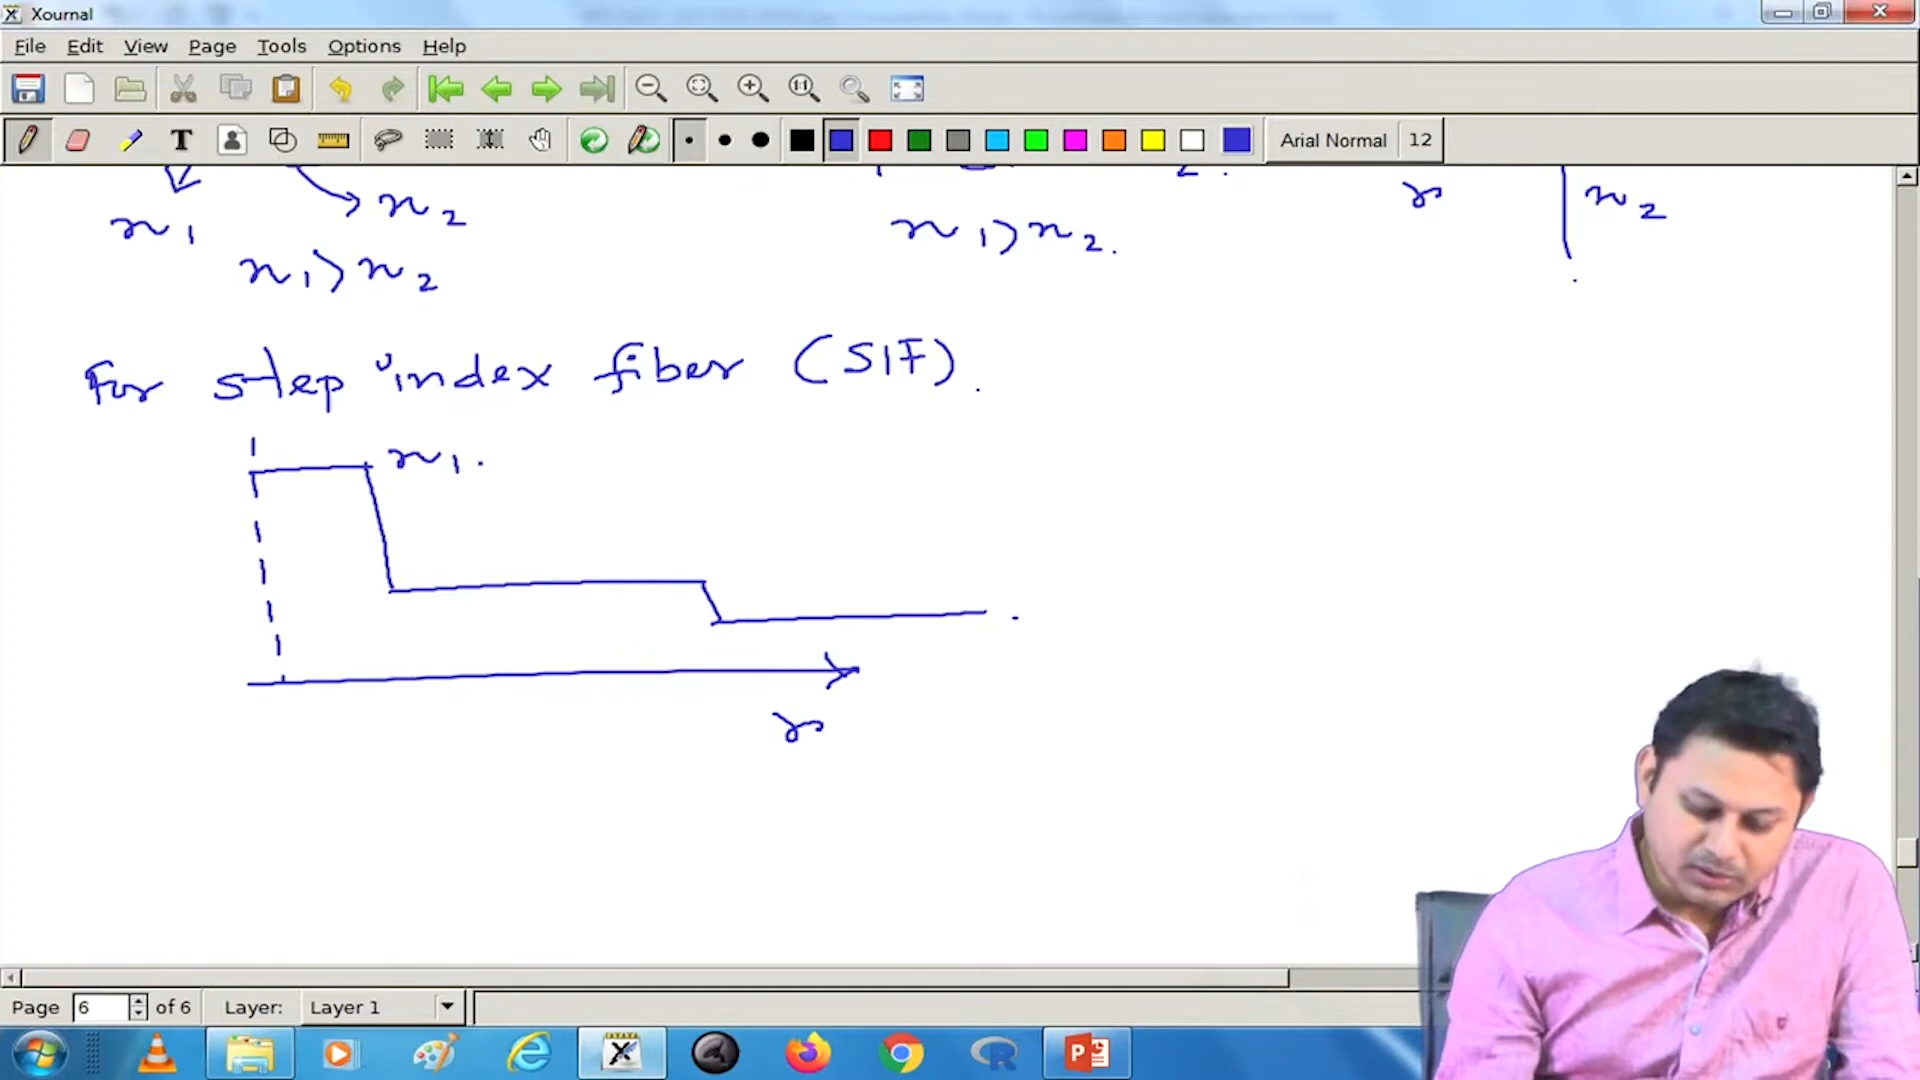 Xournal
File Edit View Page Tools Options Help
T Arial Normal 12
n1 n2 n1 > n2. r n2
n1 > n2
For step index fiber (SIF).
n1.
r
Page 6 of 6 Layer: Layer 1